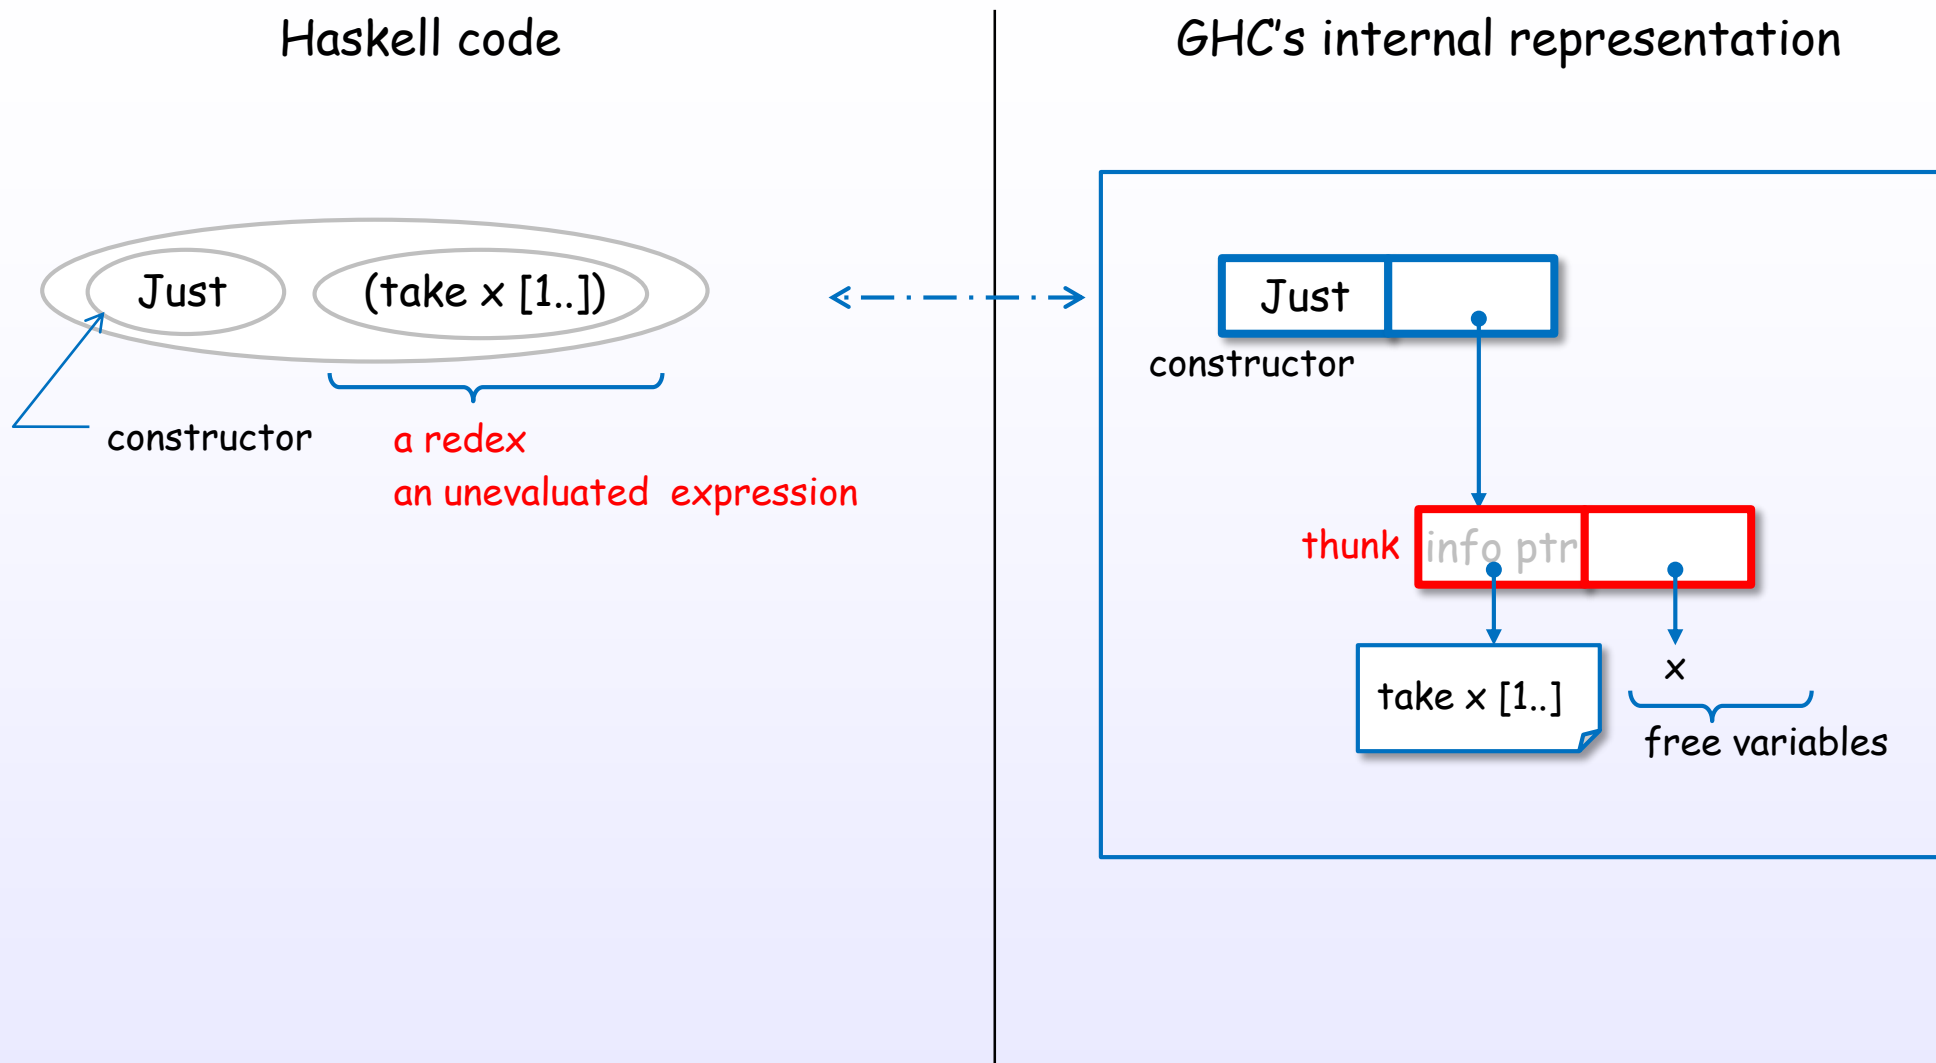 Haskell code
Just (take x [1..])
constructor
a redex
an unevaluated expression
GHC's internal representation
Just
constructor
thunk
info ptr
take x [1..]
x
free variables